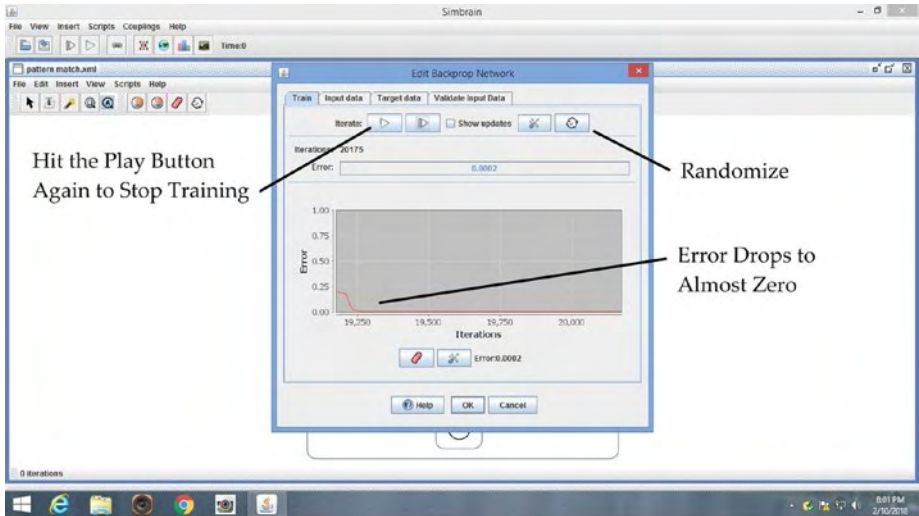 Simbrain
File View Insert Scripts Couplings Help
Time:0
pattern match.xml
File Edit Insert View Scripts Help
Edit Backprop Network
Train Input data Target data Validate Input Data
Iterate: Show updates
Iterations: 20175
Error: 0.0002
Hit the Play Button
Again to Stop Training
Randomize
Error Drops to
Almost Zero
1.00
0.75
0.50
0.25
0.00
Error
19,250 19,500 19,750 20,000
Iterations
Error:0.0002
Help OK Cancel
0 iterations
8:01 PM
2/10/2018